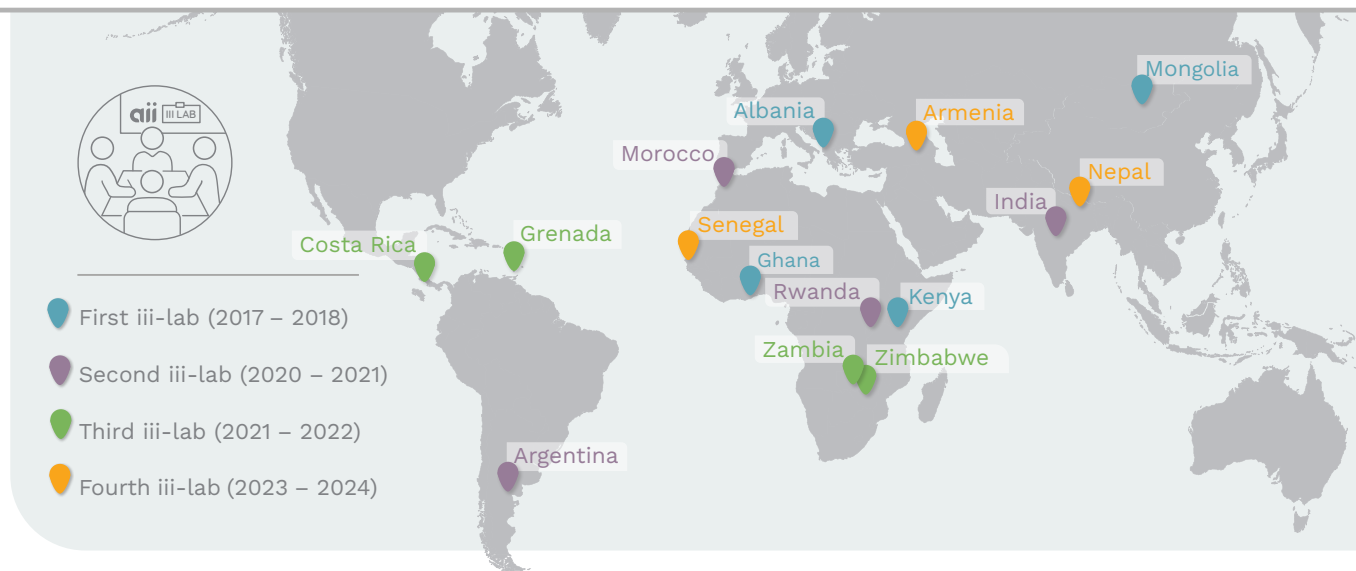 aii III LAB
Mongolia
Albania
Armenia
Morocco
Nepal
India
Senegal
Costa Rica
Grenada
Ghana
Rwanda
Kenya
Zambia
Zimbabwe
Argentina
First iii-lab (2017 – 2018)
Second iii-lab (2020 – 2021)
Third iii-lab (2021 – 2022)
Fourth iii-lab (2023 – 2024)